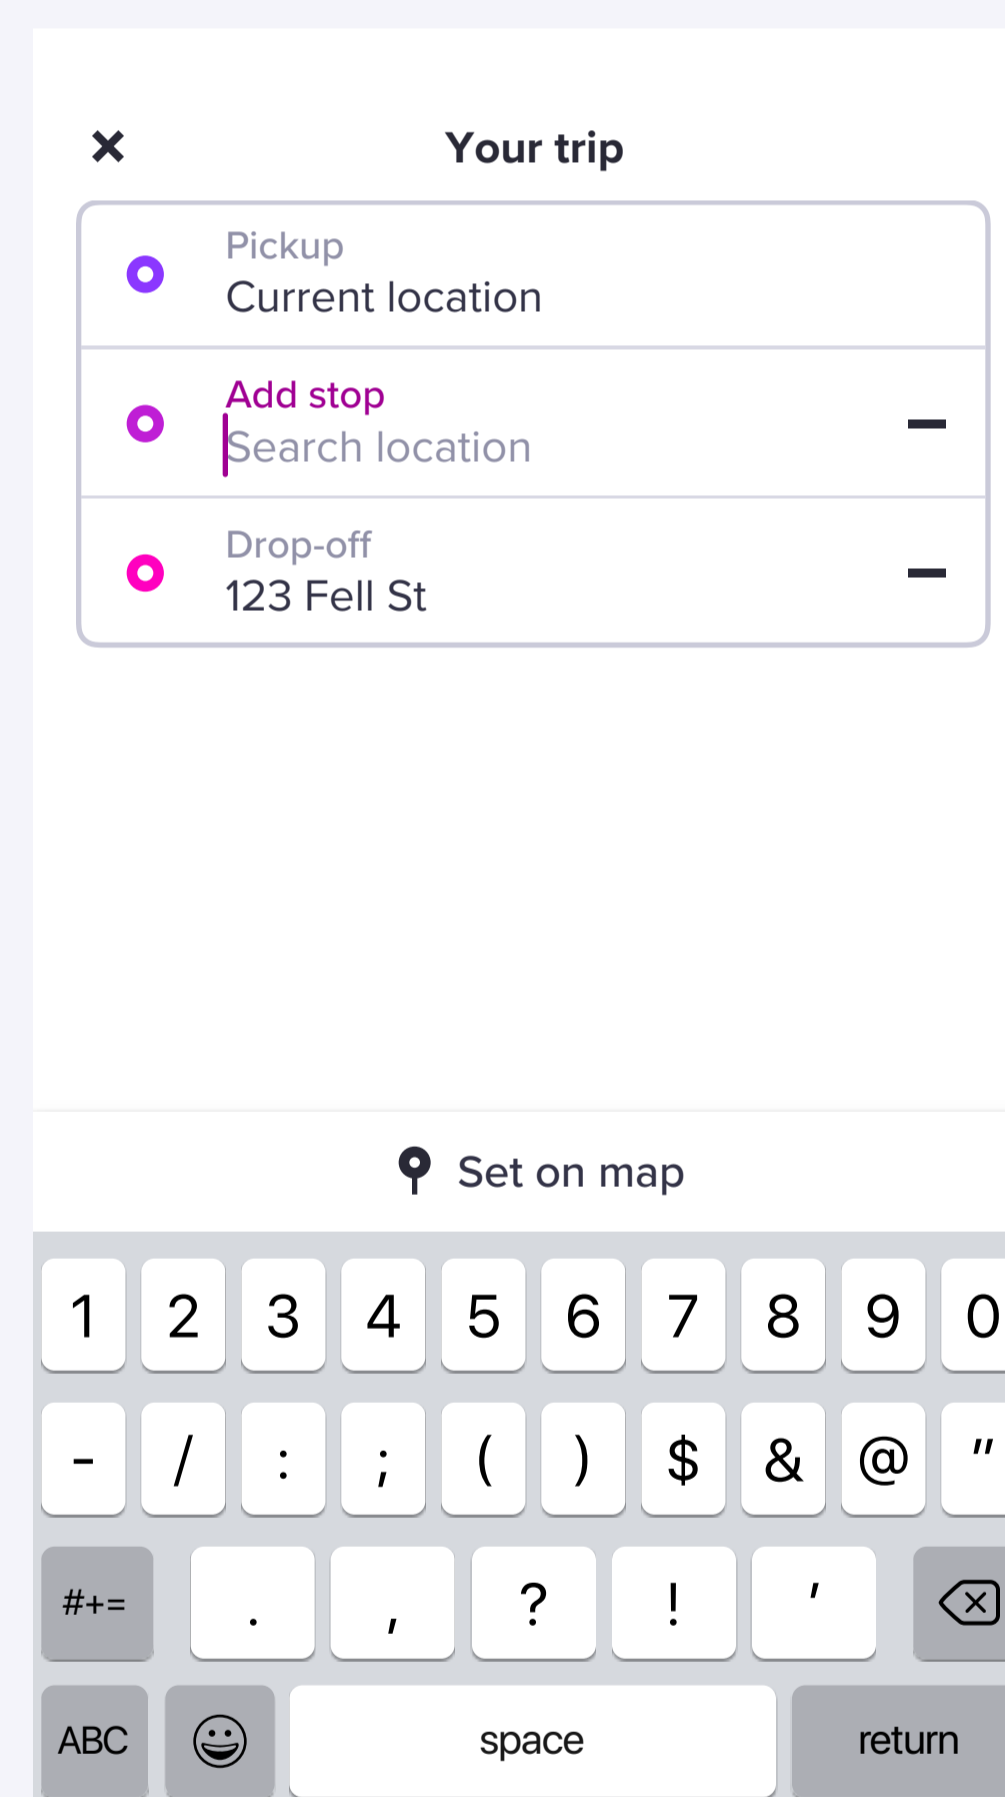 Your trip
Pickup
Current location
Add stop
Search location
Drop-off
123 Fell St
Set on map
1 2 3 4 5 6 7 8 9 0
- / : ; ( ) $ & @ "
#+= . , ? ! '
ABC space return